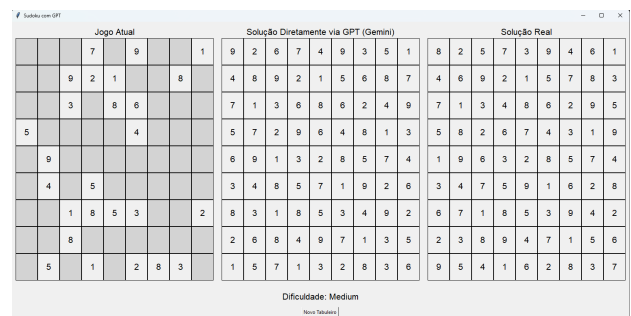 Sudoku com GPT
Jogo Atual Solução Diretamente via GPT (Gemini) Solução Real
7 9 1 9 2 6 7 4 9 3 5 1 8 2 5 7 3 9 4 6 1
9 2 1 8 4 8 9 2 1 5 6 8 7 4 6 9 2 1 5 7 8 3
3 8 6 7 1 3 6 8 6 2 4 9 7 1 3 4 8 6 2 9 5
5 4 5 7 2 9 6 4 8 1 3 5 8 2 6 7 4 3 1 9
9 6 9 1 3 2 8 5 7 4 1 9 6 3 2 8 5 7 4
4 5 3 4 8 5 7 1 9 2 6 3 4 7 5 9 1 6 2 8
1 8 5 3 2 8 3 1 8 5 3 4 9 2 6 7 1 8 5 3 9 4 2
8 2 6 8 4 9 7 1 3 5 2 3 8 9 4 7 1 5 6
5 1 2 8 3 1 5 7 1 3 2 8 3 6 9 5 4 1 6 2 8 3 7
Dificuldade: Medium
Novo Tabuleiro